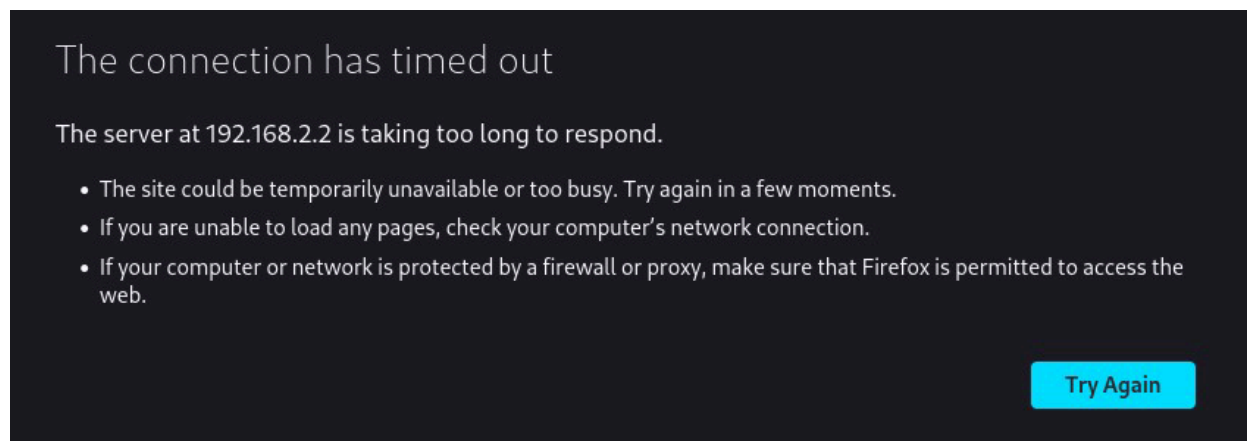 The connection has timed out
The server at 192.168.2.2 is taking too long to respond.
• The site could be temporarily unavailable or too busy. Try again in a few moments.
• If you are unable to load any pages, check your computer’s network connection.
• If your computer or network is protected by a firewall or proxy, make sure that Firefox is permitted to access the
web.
Try Again